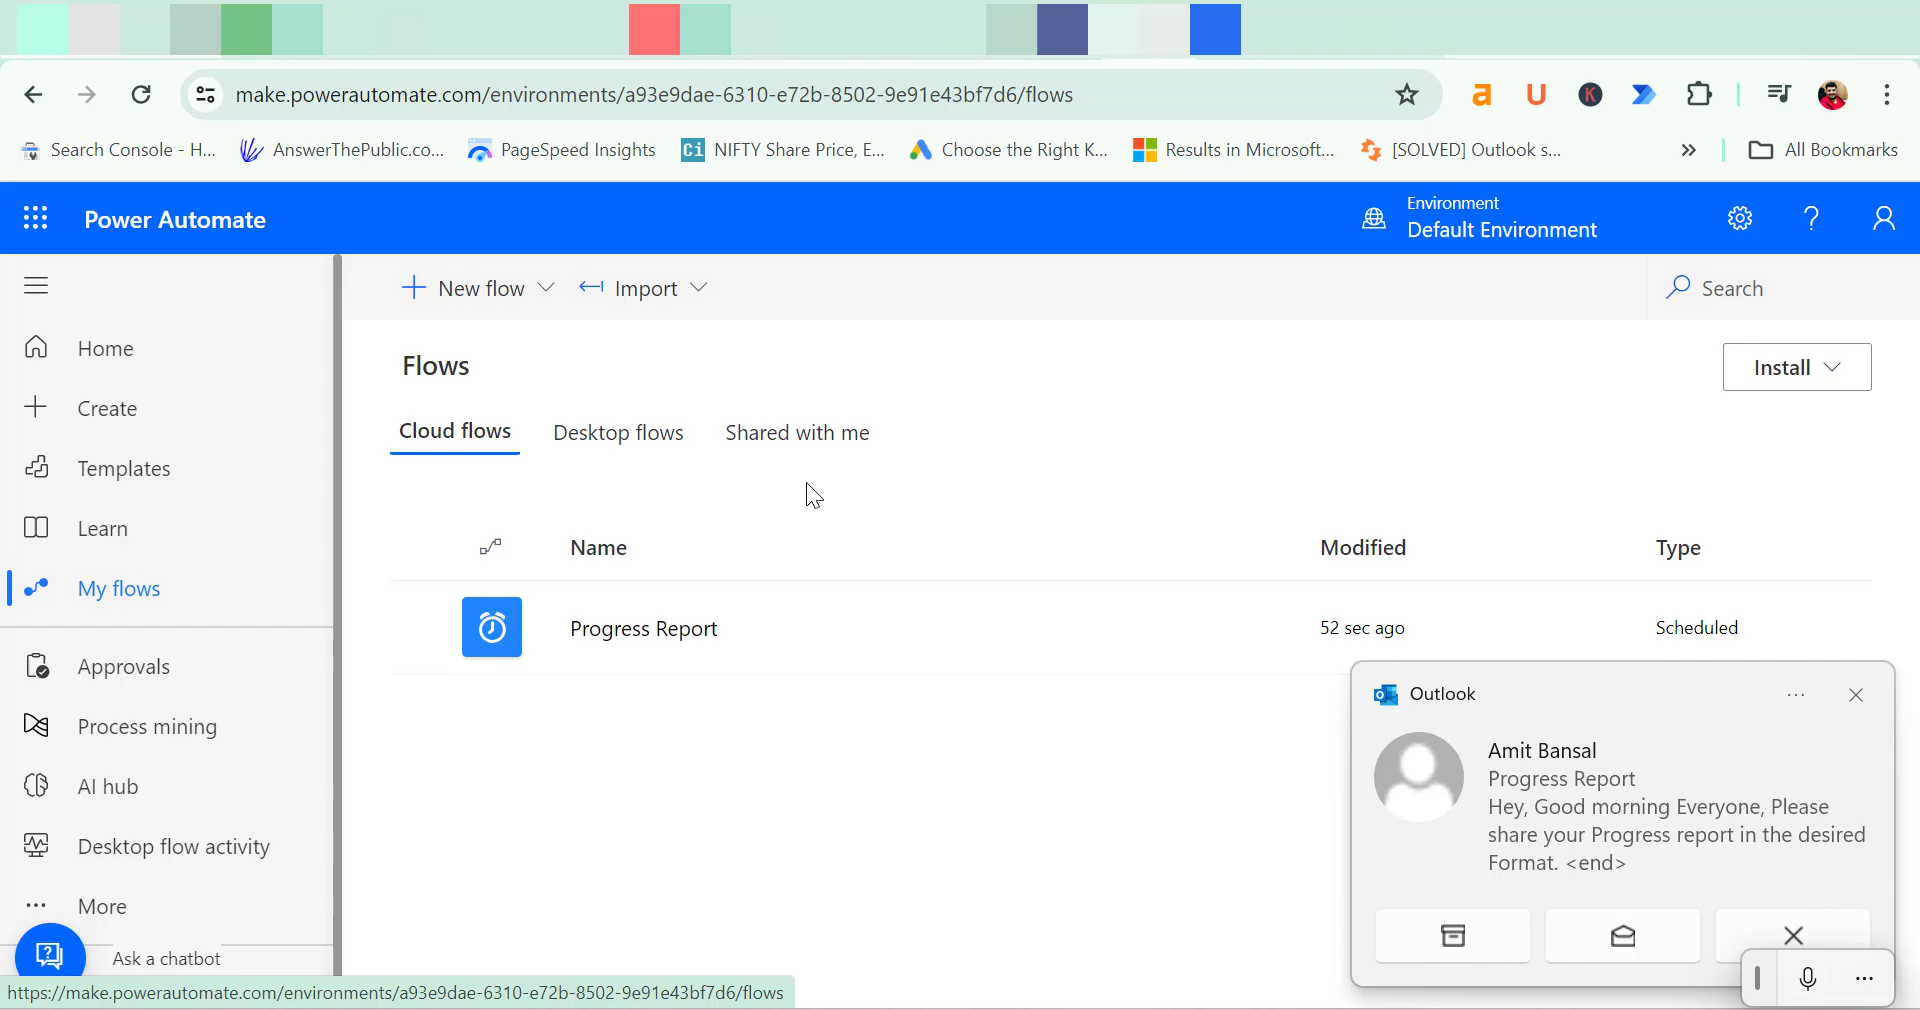 make.powerautomate.com/environments/a93e9dae-6310-e72b-8502-9e91e43bf7d6/flows
a
U
K
Search Console - H...
AnswerThePublic.co...
PageSpeed Insights
Ci
NIFTY Share Price, E...
Choose the Right K...
Results in Microsoft...
[SOLVED] Outlook s...
All Bookmarks
Power Automate
Environment
Default Environment
New flow
Import
Search
Home
Create
Templates
Learn
My flows
Approvals
Process mining
AI hub
Desktop flow activity
More
Ask a chatbot
Flows
Install
Cloud flows
Desktop flows
Shared with me
Name
Modified
Type
Progress Report
52 sec ago
Scheduled
Outlook
Amit Bansal
Progress Report
Hey, Good morning Everyone, Please
share your Progress report in the desired
Format. <end>
https://make.powerautomate.com/environments/a93e9dae-6310-e72b-8502-9e91e43bf7d6/flows